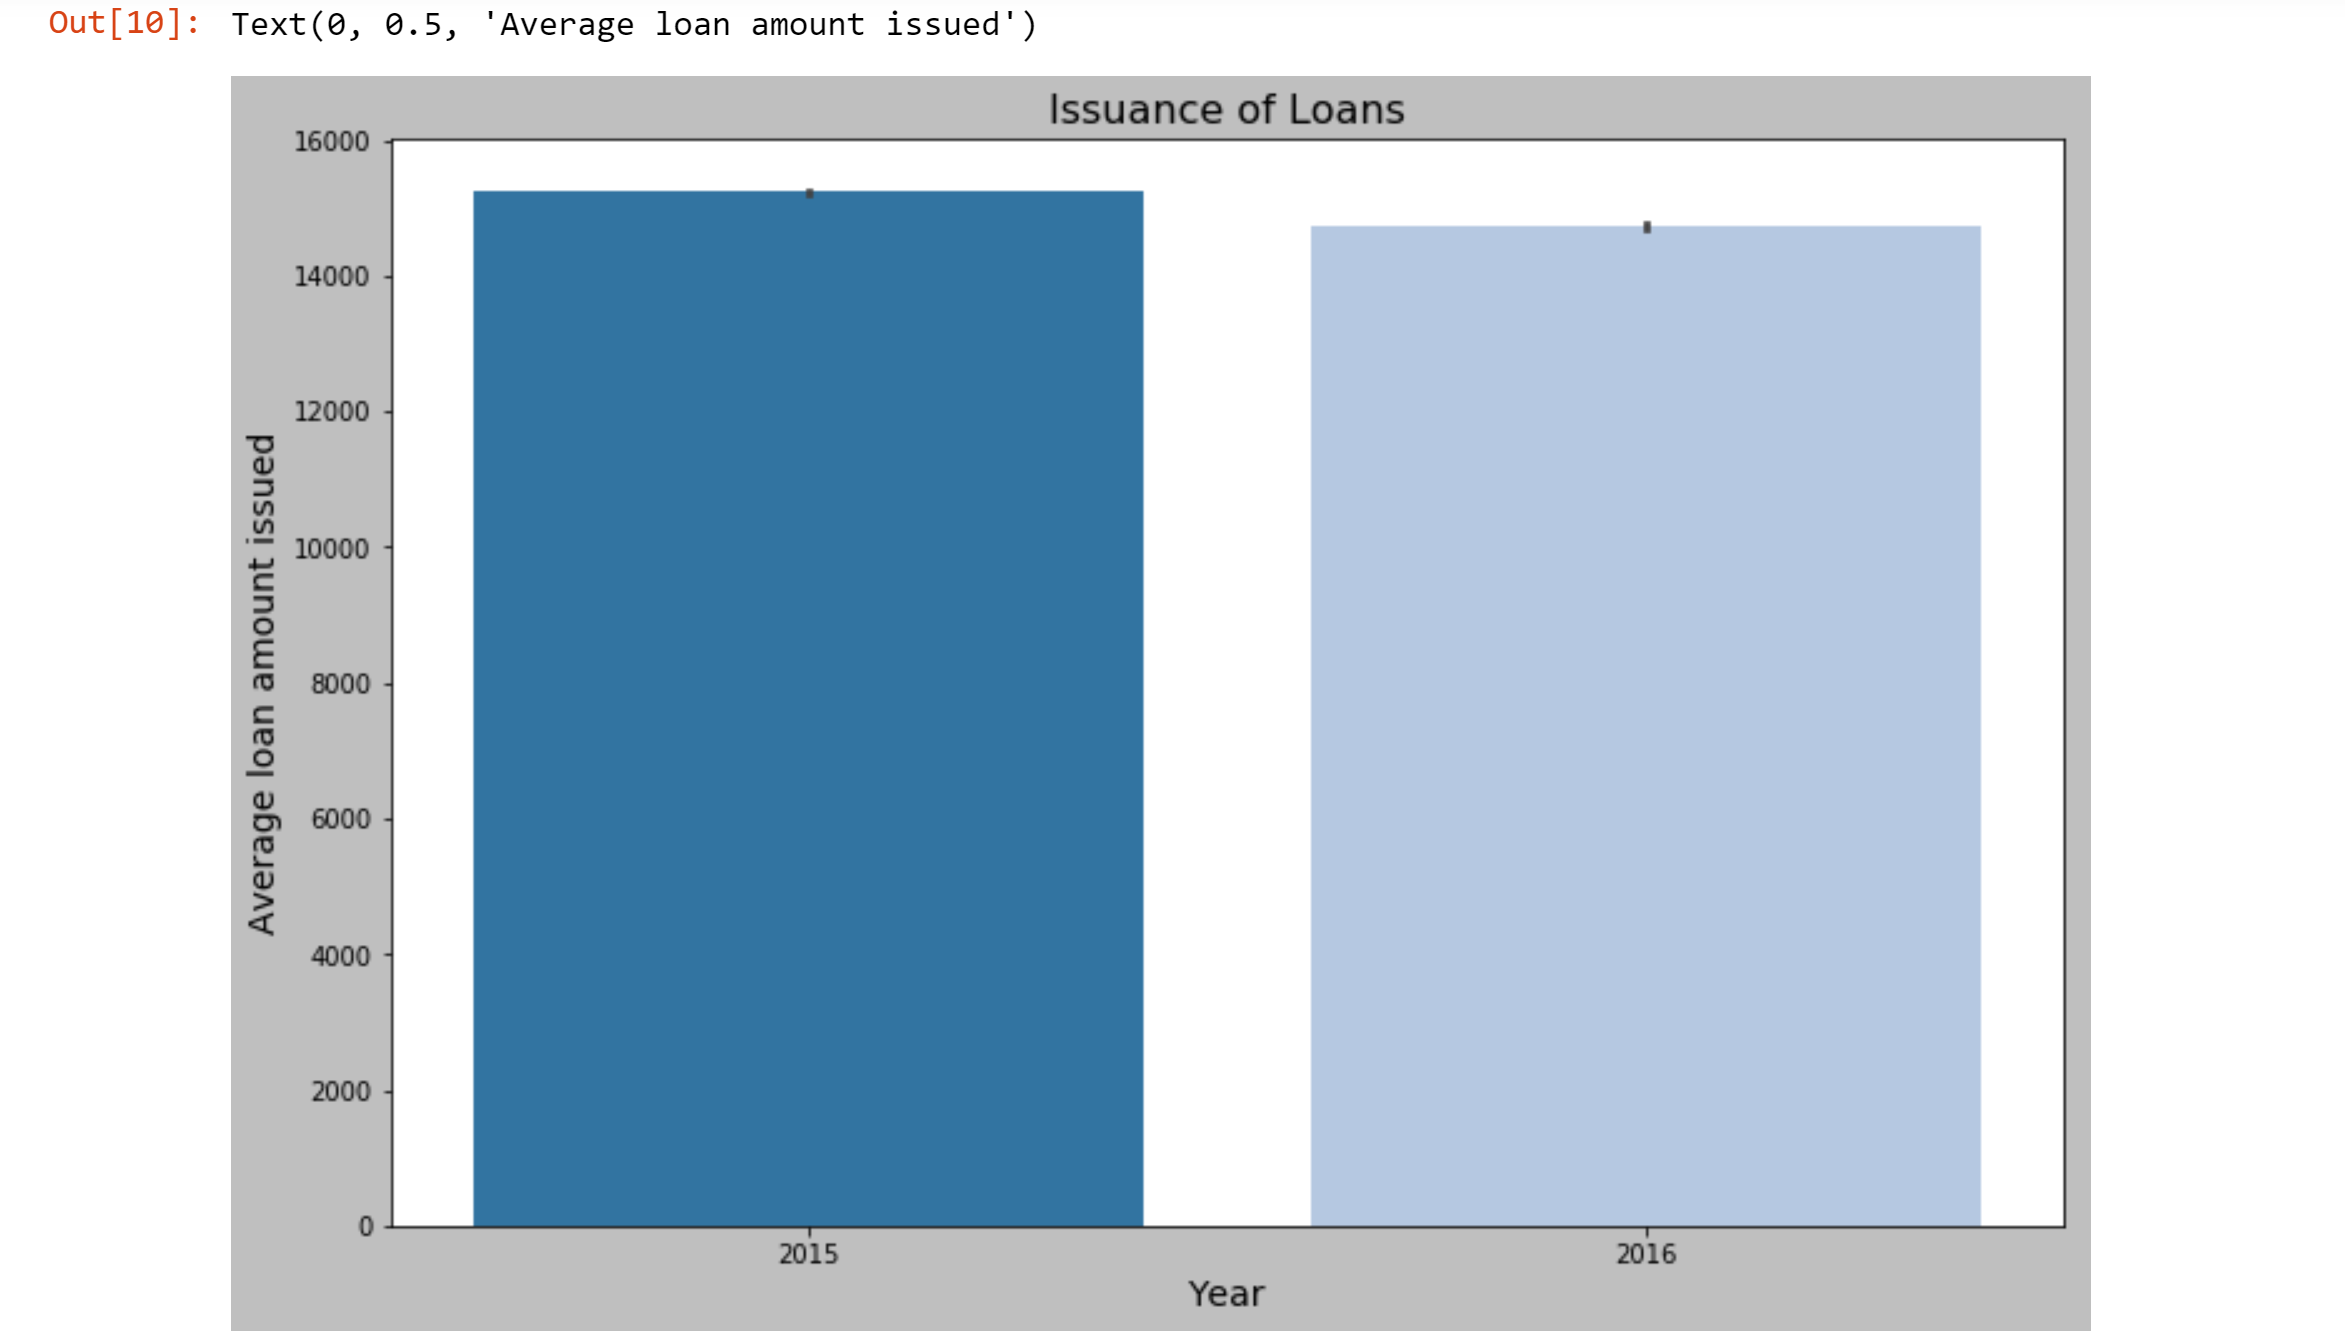 Out[10]: Text(0, 0.5, 'Average loan amount issued')
Issuance of Loans
16000
14000
12000
10000
8000
6000
4000
2000
0
Average loan amount issued
2015
2016
Year